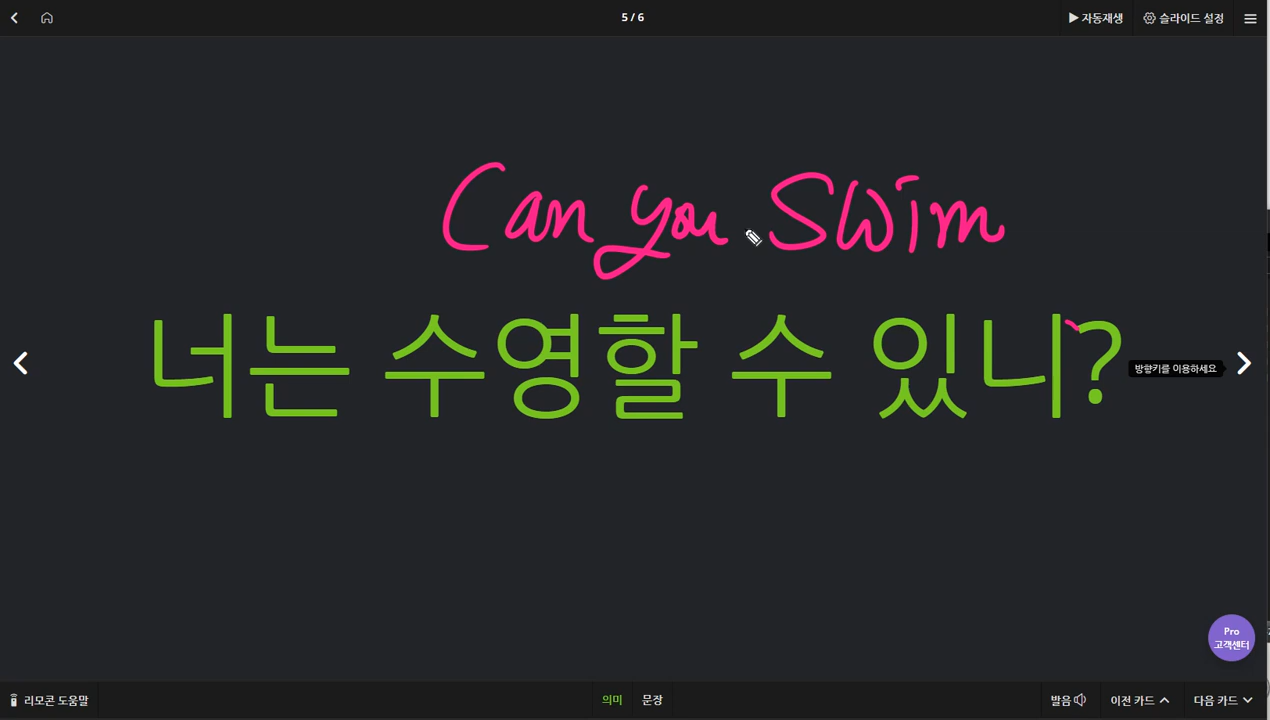 5 / 6
자동재생
슬라이드 설정
Can you Swim
너는 수영할 수 있니?
방향키를 이용하세요
Pro
고객센터
리모콘 도움말
의미
문장
발음
이전 카드
다음 카드